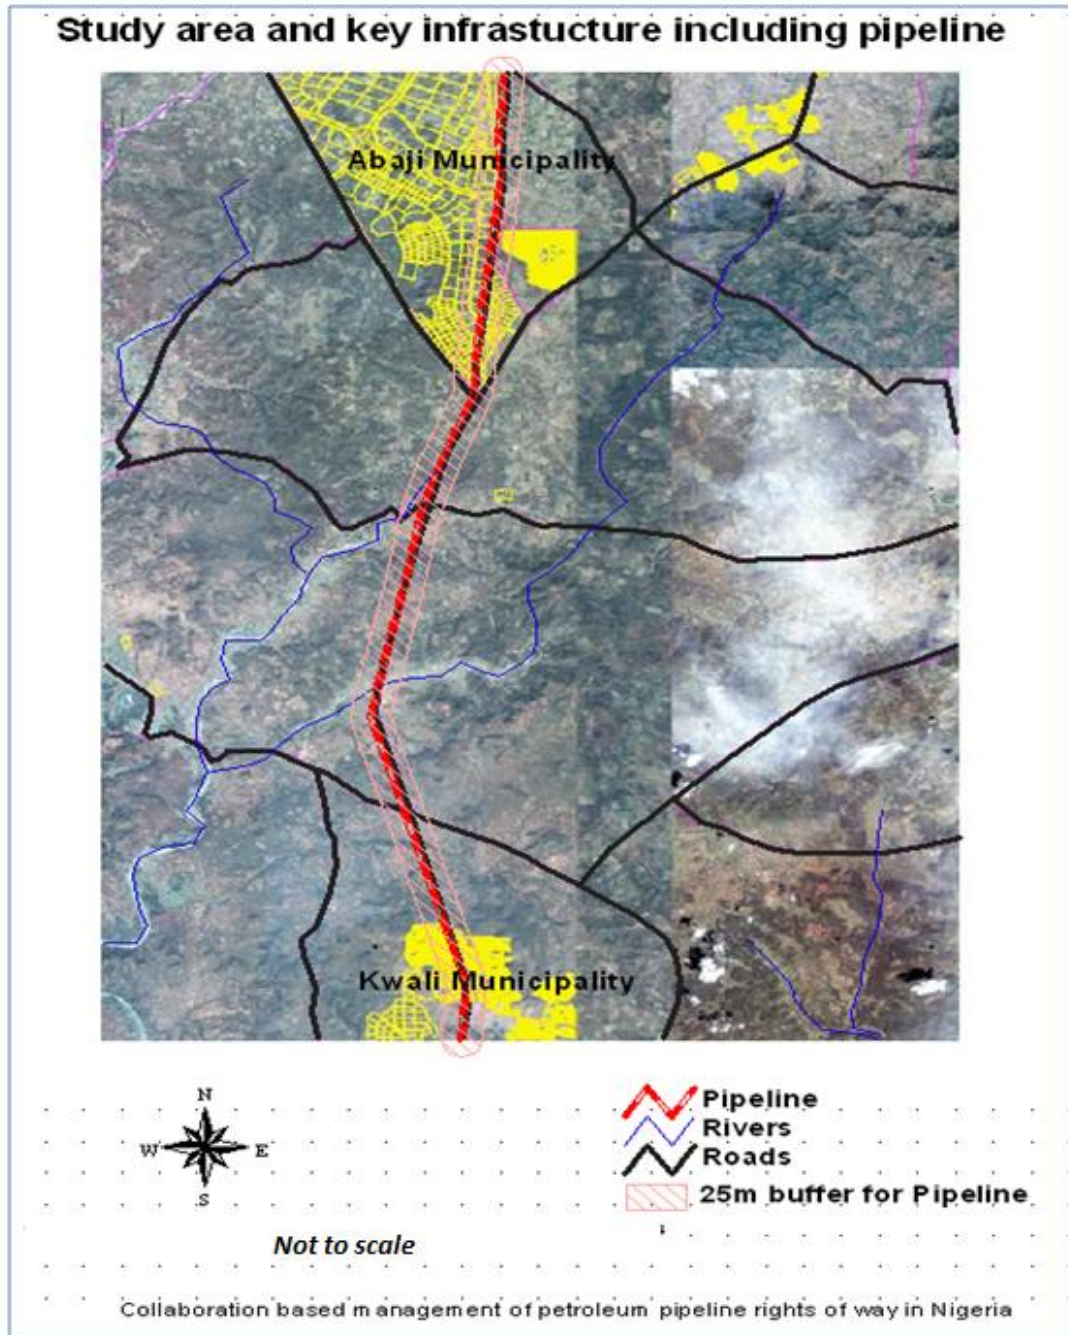 Study area and key infrastucture including pipeline
Abaji Municipality
Kwali Municipality
N
W E
S
Pipeline
Rivers
Roads
25m buffer for Pipeline
Not to scale
Collaboration based management of petroleum pipeline rights of way in Nigeria